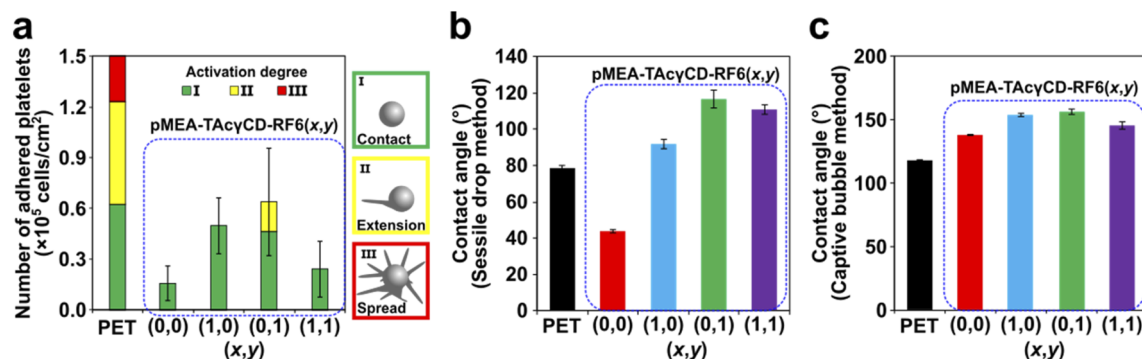 a
Number of adhered platelets
(×10⁵ cells/cm²)
1.5
1.2
0.9
0.6
0.3
0.0
Activation degree
I II III
pMEA-TAcγCD-RF6(x,y)
PET (0,0) (1,0) (0,1) (1,1)
(x,y)
I
Contact
II
Extension
III
Spread
b
Contact angle (°)
(Sessile drop method)
140
120
100
80
60
40
20
0
pMEA-TAcγCD-RF6(x,y)
PET (0,0) (1,0) (0,1) (1,1)
(x,y)
c
Contact angle (°)
(Captive bubble method)
200
150
100
50
0
pMEA-TAcγCD-RF6(x,y)
PET (0,0) (1,0) (0,1) (1,1)
(x,y)